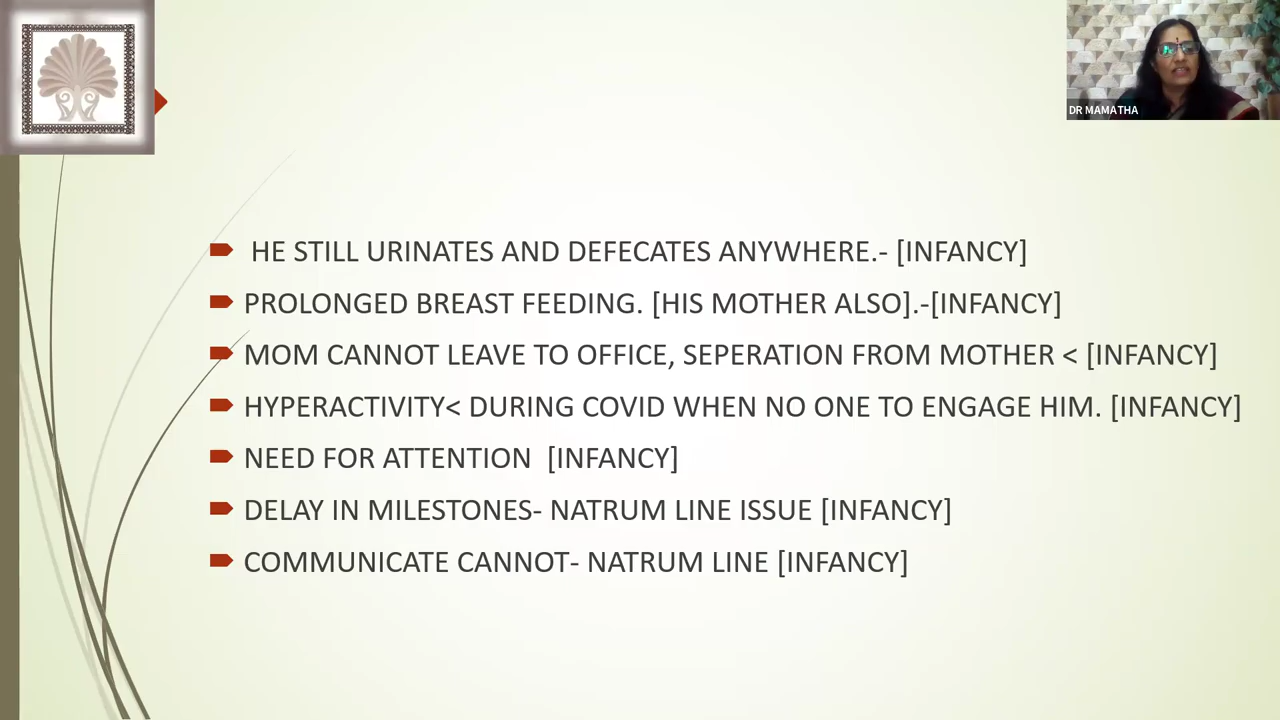 DR MAMATHA
HE STILL URINATES AND DEFECATES ANYWHERE.- [INFANCY]
PROLONGED BREAST FEEDING. [HIS MOTHER ALSO].-[INFANCY]
MOM CANNOT LEAVE TO OFFICE, SEPERATION FROM MOTHER < [INFANCY]
HYPERACTIVITY< DURING COVID WHEN NO ONE TO ENGAGE HIM. [INFANCY]
NEED FOR ATTENTION [INFANCY]
DELAY IN MILESTONES- NATRUM LINE ISSUE [INFANCY]
COMMUNICATE CANNOT- NATRUM LINE [INFANCY]